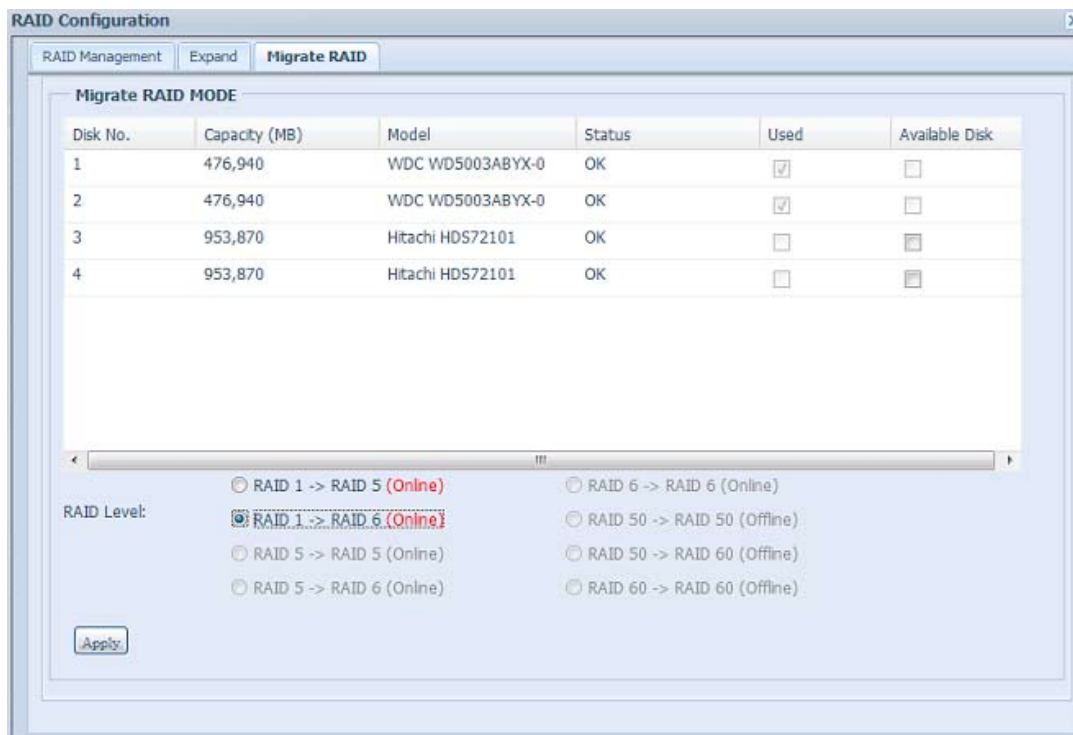 RAID Configuration
RAID Management Expand Migrate RAID
Migrate RAID MODE
Disk No. Capacity (MB) Model Status Used Available Disk
1 476,940 WDC WD5003ABYX-0 OK
2 476,940 WDC WD5003ABYX-0 OK
3 953,870 Hitachi HDS72101 OK
4 953,870 Hitachi HDS72101 OK
RAID Level:
RAID 1 -> RAID 5 (Online) RAID 6 -> RAID 6 (Online)
RAID 1 -> RAID 6 (Online) RAID 50 -> RAID 50 (Offline)
RAID 5 -> RAID 5 (Online) RAID 50 -> RAID 60 (Offline)
RAID 5 -> RAID 6 (Online) RAID 60 -> RAID 60 (Offline)
Apply